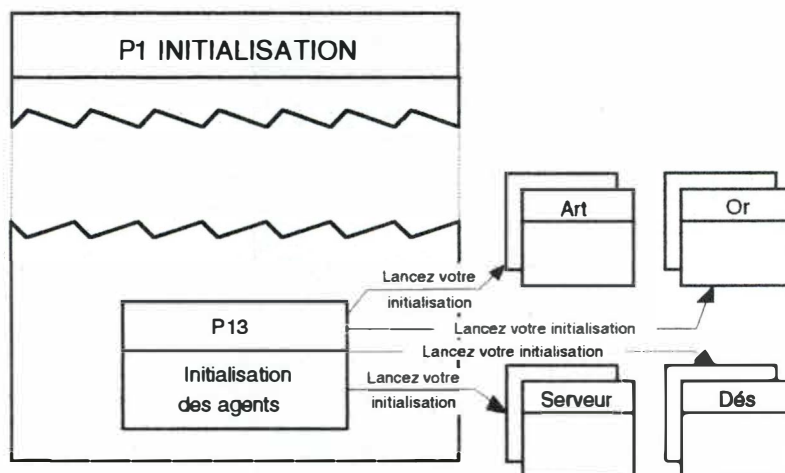 P1 INITIALISATION
Art
Or
Lancez votre
initialisation
P13
Lancez votre initialisation
Lancez votre initialisation
Initialisation
des agents
Lancez votre
initialisation
Serveur
Dés